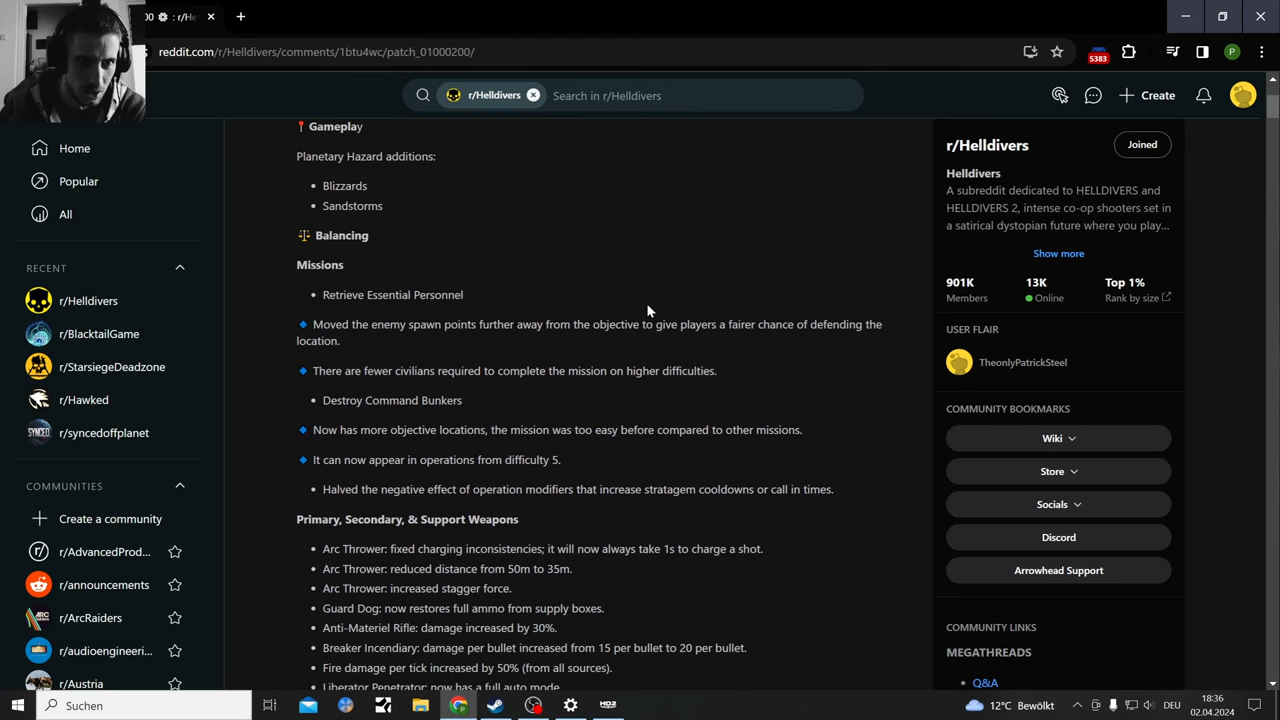 00 : r/He
reddit.com/r/Helldivers/comments/1btu4wc/patch_01000200/
5383
P
r/Helldivers
Search in r/Helldivers
Create
Home
Popular
All
RECENT
r/Helldivers
r/BlacktailGame
r/StarsiegeDeadzone
r/Hawked
r/syncedoffplanet
COMMUNITIES
Create a community
r/AdvancedProd...
r/announcements
r/ArcRaiders
r/audioengineeri...
r/Austria
Gameplay
Planetary Hazard additions:
Blizzards
Sandstorms
Balancing
Missions
Retrieve Essential Personnel
Moved the enemy spawn points further away from the objective to give players a fairer chance of defending the
location.
There are fewer civilians required to complete the mission on higher difficulties.
Destroy Command Bunkers
Now has more objective locations, the mission was too easy before compared to other missions.
It can now appear in operations from difficulty 5.
Halved the negative effect of operation modifiers that increase stratagem cooldowns or call in times.
Primary, Secondary, & Support Weapons
Arc Thrower: fixed charging inconsistencies; it will now always take 1s to charge a shot.
Arc Thrower: reduced distance from 50m to 35m.
Arc Thrower: increased stagger force.
Guard Dog: now restores full ammo from supply boxes.
Anti-Materiel Rifle: damage increased by 30%.
Breaker Incendiary: damage per bullet increased from 15 per bullet to 20 per bullet.
Fire damage per tick increased by 50% (from all sources).
Liberator Penetrator: now has a full auto mode.
r/Helldivers
Joined
Helldivers
A subreddit dedicated to HELLDIVERS and
HELLDIVERS 2, intense co-op shooters set in
a satirical dystopian future where you play...
Show more
901K
13K
Top 1%
Members
Online
Rank by size
USER FLAIR
TheonlyPatrickSteel
COMMUNITY BOOKMARKS
Wiki
Store
Socials
Discord
Arrowhead Support
COMMUNITY LINKS
MEGATHREADS
Q&A
Suchen
HD2
12°C Bewölkt
DEU
18:36
02.04.2024